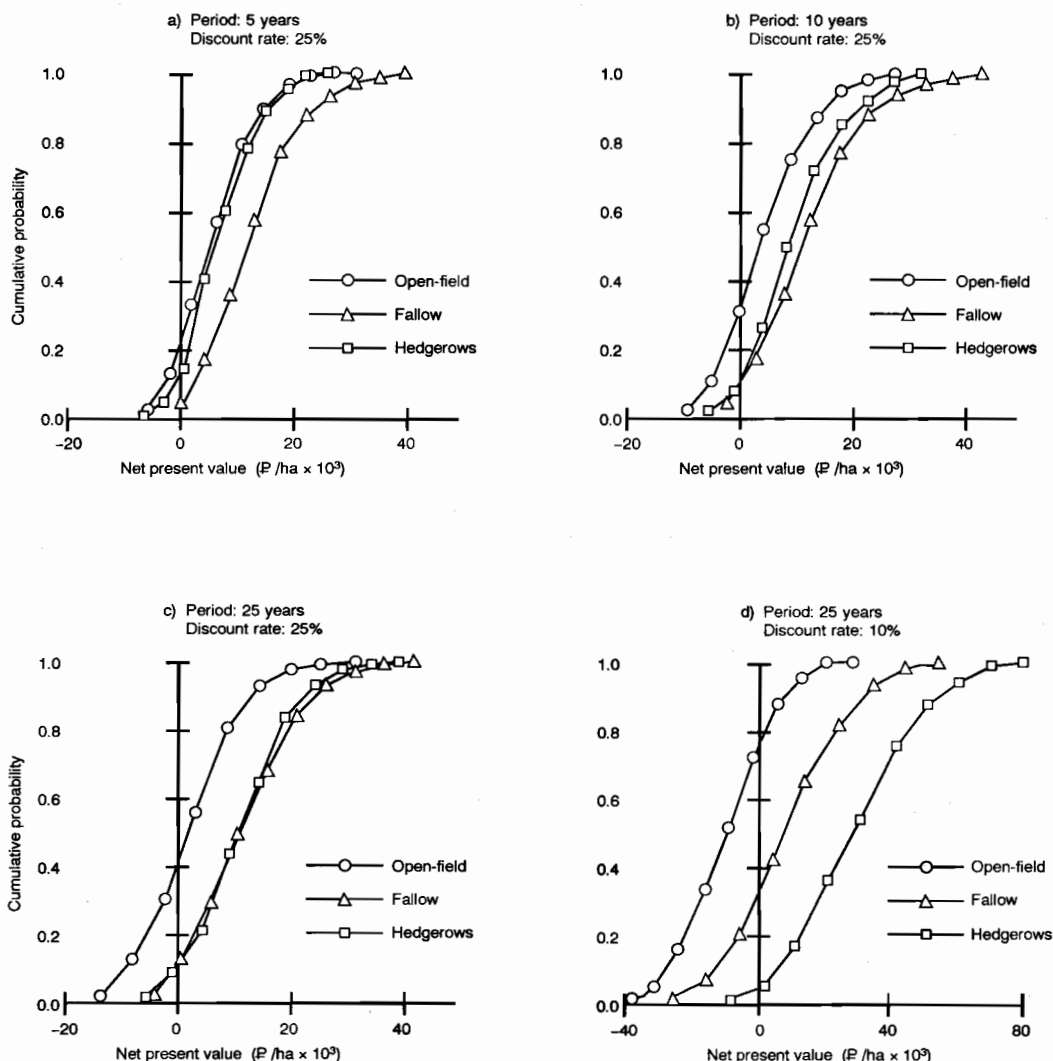 a) Period: 5 years
Discount rate: 25%
Cumulative probability
1.0
0.8
0.6
0.4
0.2
0.0
Open-field
Fallow
Hedgerows
−20
0
20
40
Net present value (₱/ha × 10³)
b) Period: 10 years
Discount rate: 25%
1.0
0.8
0.6
0.4
0.2
0.0
Open-field
Fallow
Hedgerows
−20
0
20
40
Net present value (₱/ha × 10³)
c) Period: 25 years
Discount rate: 25%
Cumulative probability
1.0
0.8
0.6
0.4
0.2
0.0
Open-field
Fallow
Hedgerows
−20
0
20
40
Net present value (₱/ha × 10³)
d) Period: 25 years
Discount rate: 10%
1.0
0.8
0.6
0.4
0.2
0.0
Open-field
Fallow
Hedgerows
−40
0
20
40
60
80
Net present value (₱/ha × 10³)